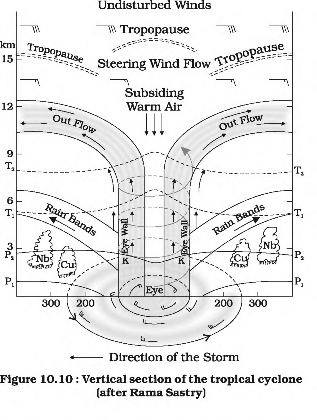 Undisturbed Winds
Tropopause
km
Tropopause
Tropopause
15
Steering Wind Flow
Subsiding
Warm Air
12
Out Flow
Out Flow
9
T₂
T₂
6
T₁
T₁
Rain Bands
Rain Bands
Eye Wall
Eye Wall
3
K
K
P₂
P₂
Nb
Cu
Cu
Nb
P₁
P₁
Eye
300
200
200
300
Direction of the Storm
Figure 10.10 : Vertical section of the tropical cyclone
(after Rama Sastry)